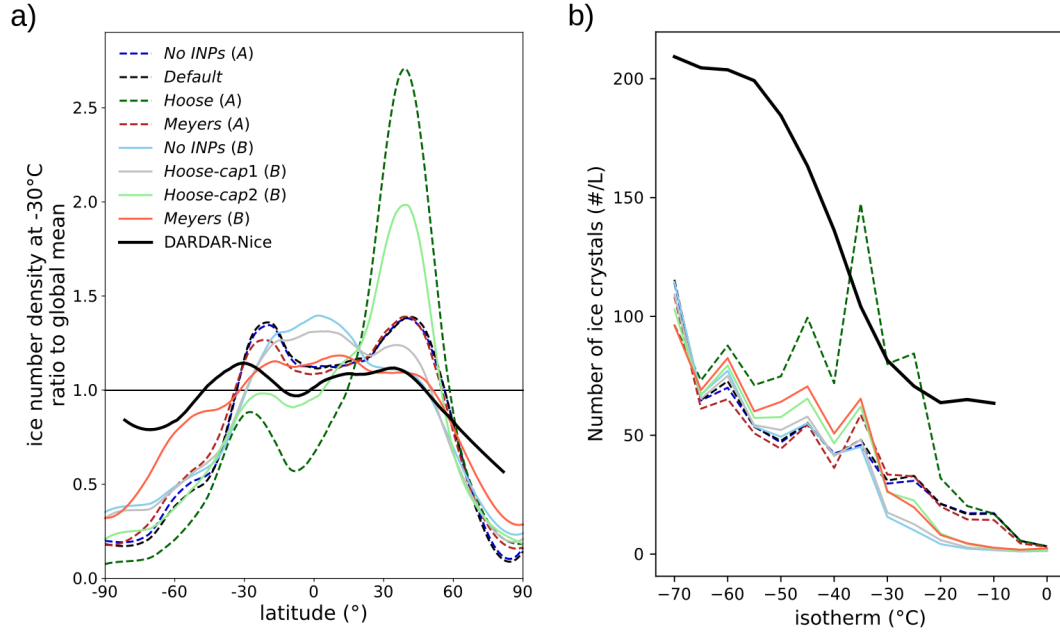 a)
ice number density at -30°C
ratio to global mean
2.5
2.0
1.5
1.0
0.5
0.0
No INPs (A)
Default
Hoose (A)
Meyers (A)
No INPs (B)
Hoose-cap1 (B)
Hoose-cap2 (B)
Meyers (B)
DARDAR-Nice
-90 -60 -30 0 30 60 90
latitude (°)
b)
Number of ice crystals (#/L)
200
150
100
50
0
−70 −60 −50 −40 −30 −20 −10 0
isotherm (°C)